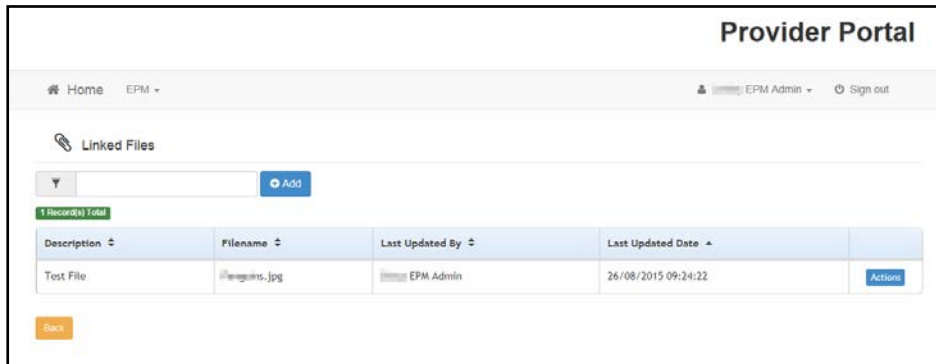 Provider Portal
Home EPM EPM Admin Sign out
Linked Files
Add
1 Record(s) Total
Description Filename Last Updated By Last Updated Date
Test File .jpg EPM Admin 26/08/2015 09:24:22 Actions
Back